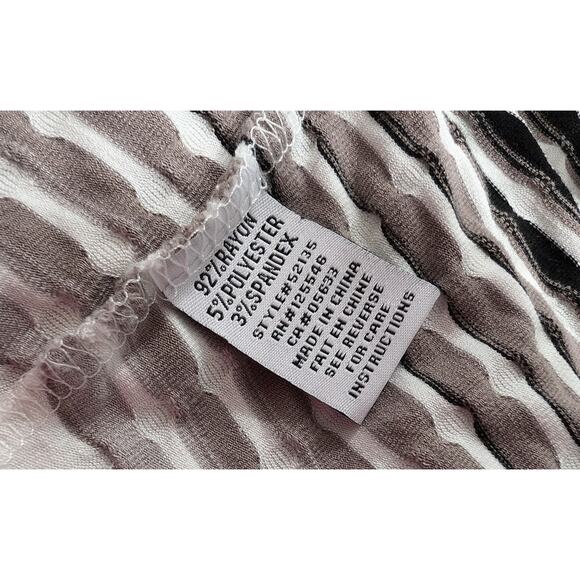 92%RAYON
5%POLYESTER
3%SPANDEX
STYLE#52135
RN#125546
CA#05633
MADE IN CHINA
FAIT EN CHINE
SEE REVERSE
FOR CARE
INSTRUCTIONS